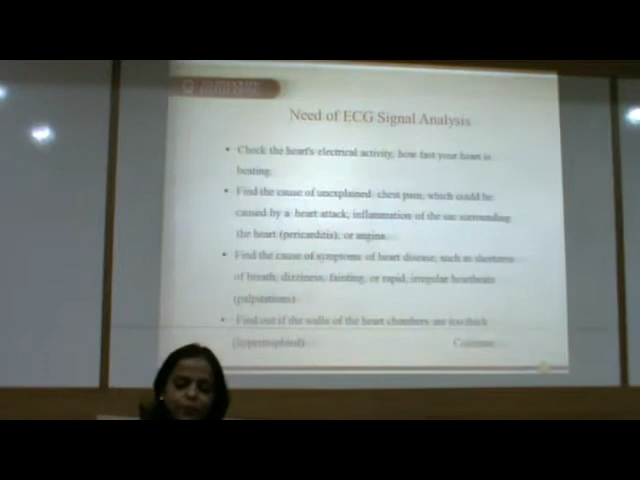 Need of ECG Signal Analysis
• Check the heart's electrical activity, how fast your heart is
beating.
• Find the cause of unexplained chest pain, which could be
caused by a heart attack, inflammation of the sac surrounding
the heart (pericarditis), or angina.
• Find the cause of symptoms of heart disease, such as shortness
of breath, dizziness, fainting, or rapid, irregular heartbeats
(palpitations).
• Find out if the walls of the heart chambers are too thick